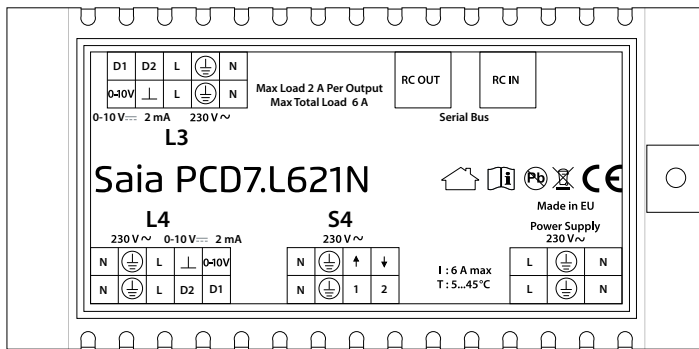 D1 D2 L N
0-10V ⊥ L N
0-10 V⎓ 2 mA 230 V~
L3
Max Load 2 A Per Output
Max Total Load 6 A
RC OUT RC IN
Serial Bus
Saia PCD7.L621N
i Pb CE
Made in EU
L4
230 V~ 0-10 V⎓ 2 mA
N L ⊥ 0-10V
N L D2 D1
S4
230 V~
N ↑ ↓
N 1 2
I : 6 A max
T : 5...45°C
Power Supply
230 V~
L N
L N